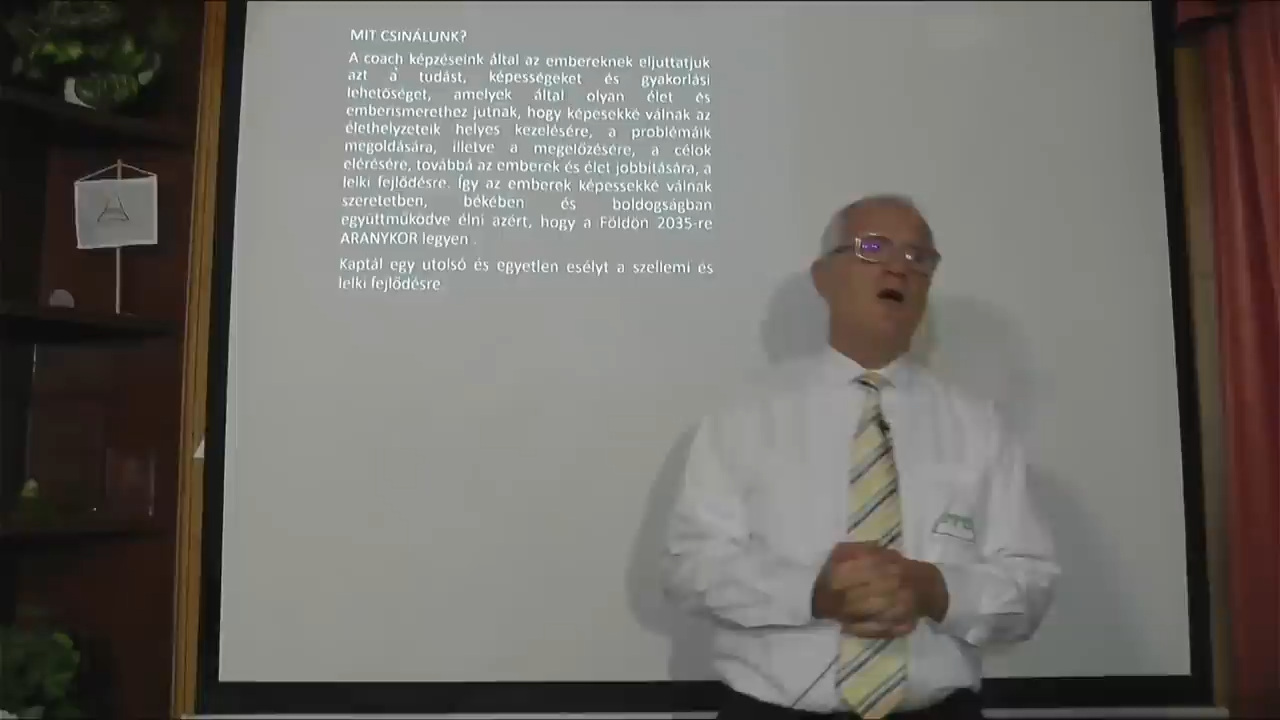 MIT CSINÁLUNK?
A coach képzéseink által az embereknek eljuttatjuk
azt a tudást, képességeket és gyakorlási
lehetőséget, amelyek által olyan élet és
emberismerethez jutnak, hogy képesekké válnak az
élethelyzeteik helyes kezelésére, a problémáik
megoldására, illetve a megelőzésére, a célok
elérésére, továbbá az emberek és élet jobbítására, a
lelki fejlődésre. Így az emberek képessekké válnak
szeretetben, békében és boldogságban
együttműködve élni azért, hogy a Földön 2035-re
ARANYKOR legyen .
Kaptál egy utolsó és egyetlen esélyt a szellemi és
lelki fejlődésre